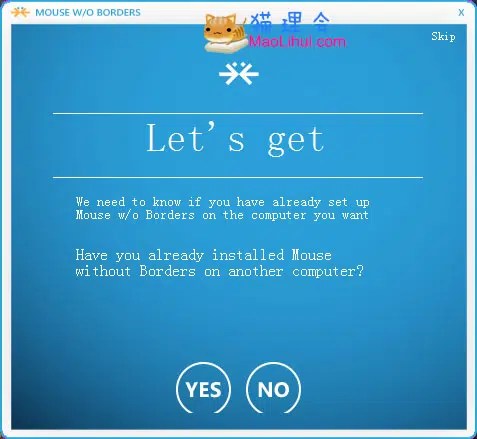 MOUSE W/O BORDERS
X
猫理会
MaoLihui.com
Skip
Let's get
We need to know if you have already set up
Mouse w/o Borders on the computer you want
Have you already installed Mouse
without Borders on another computer?
YES
NO